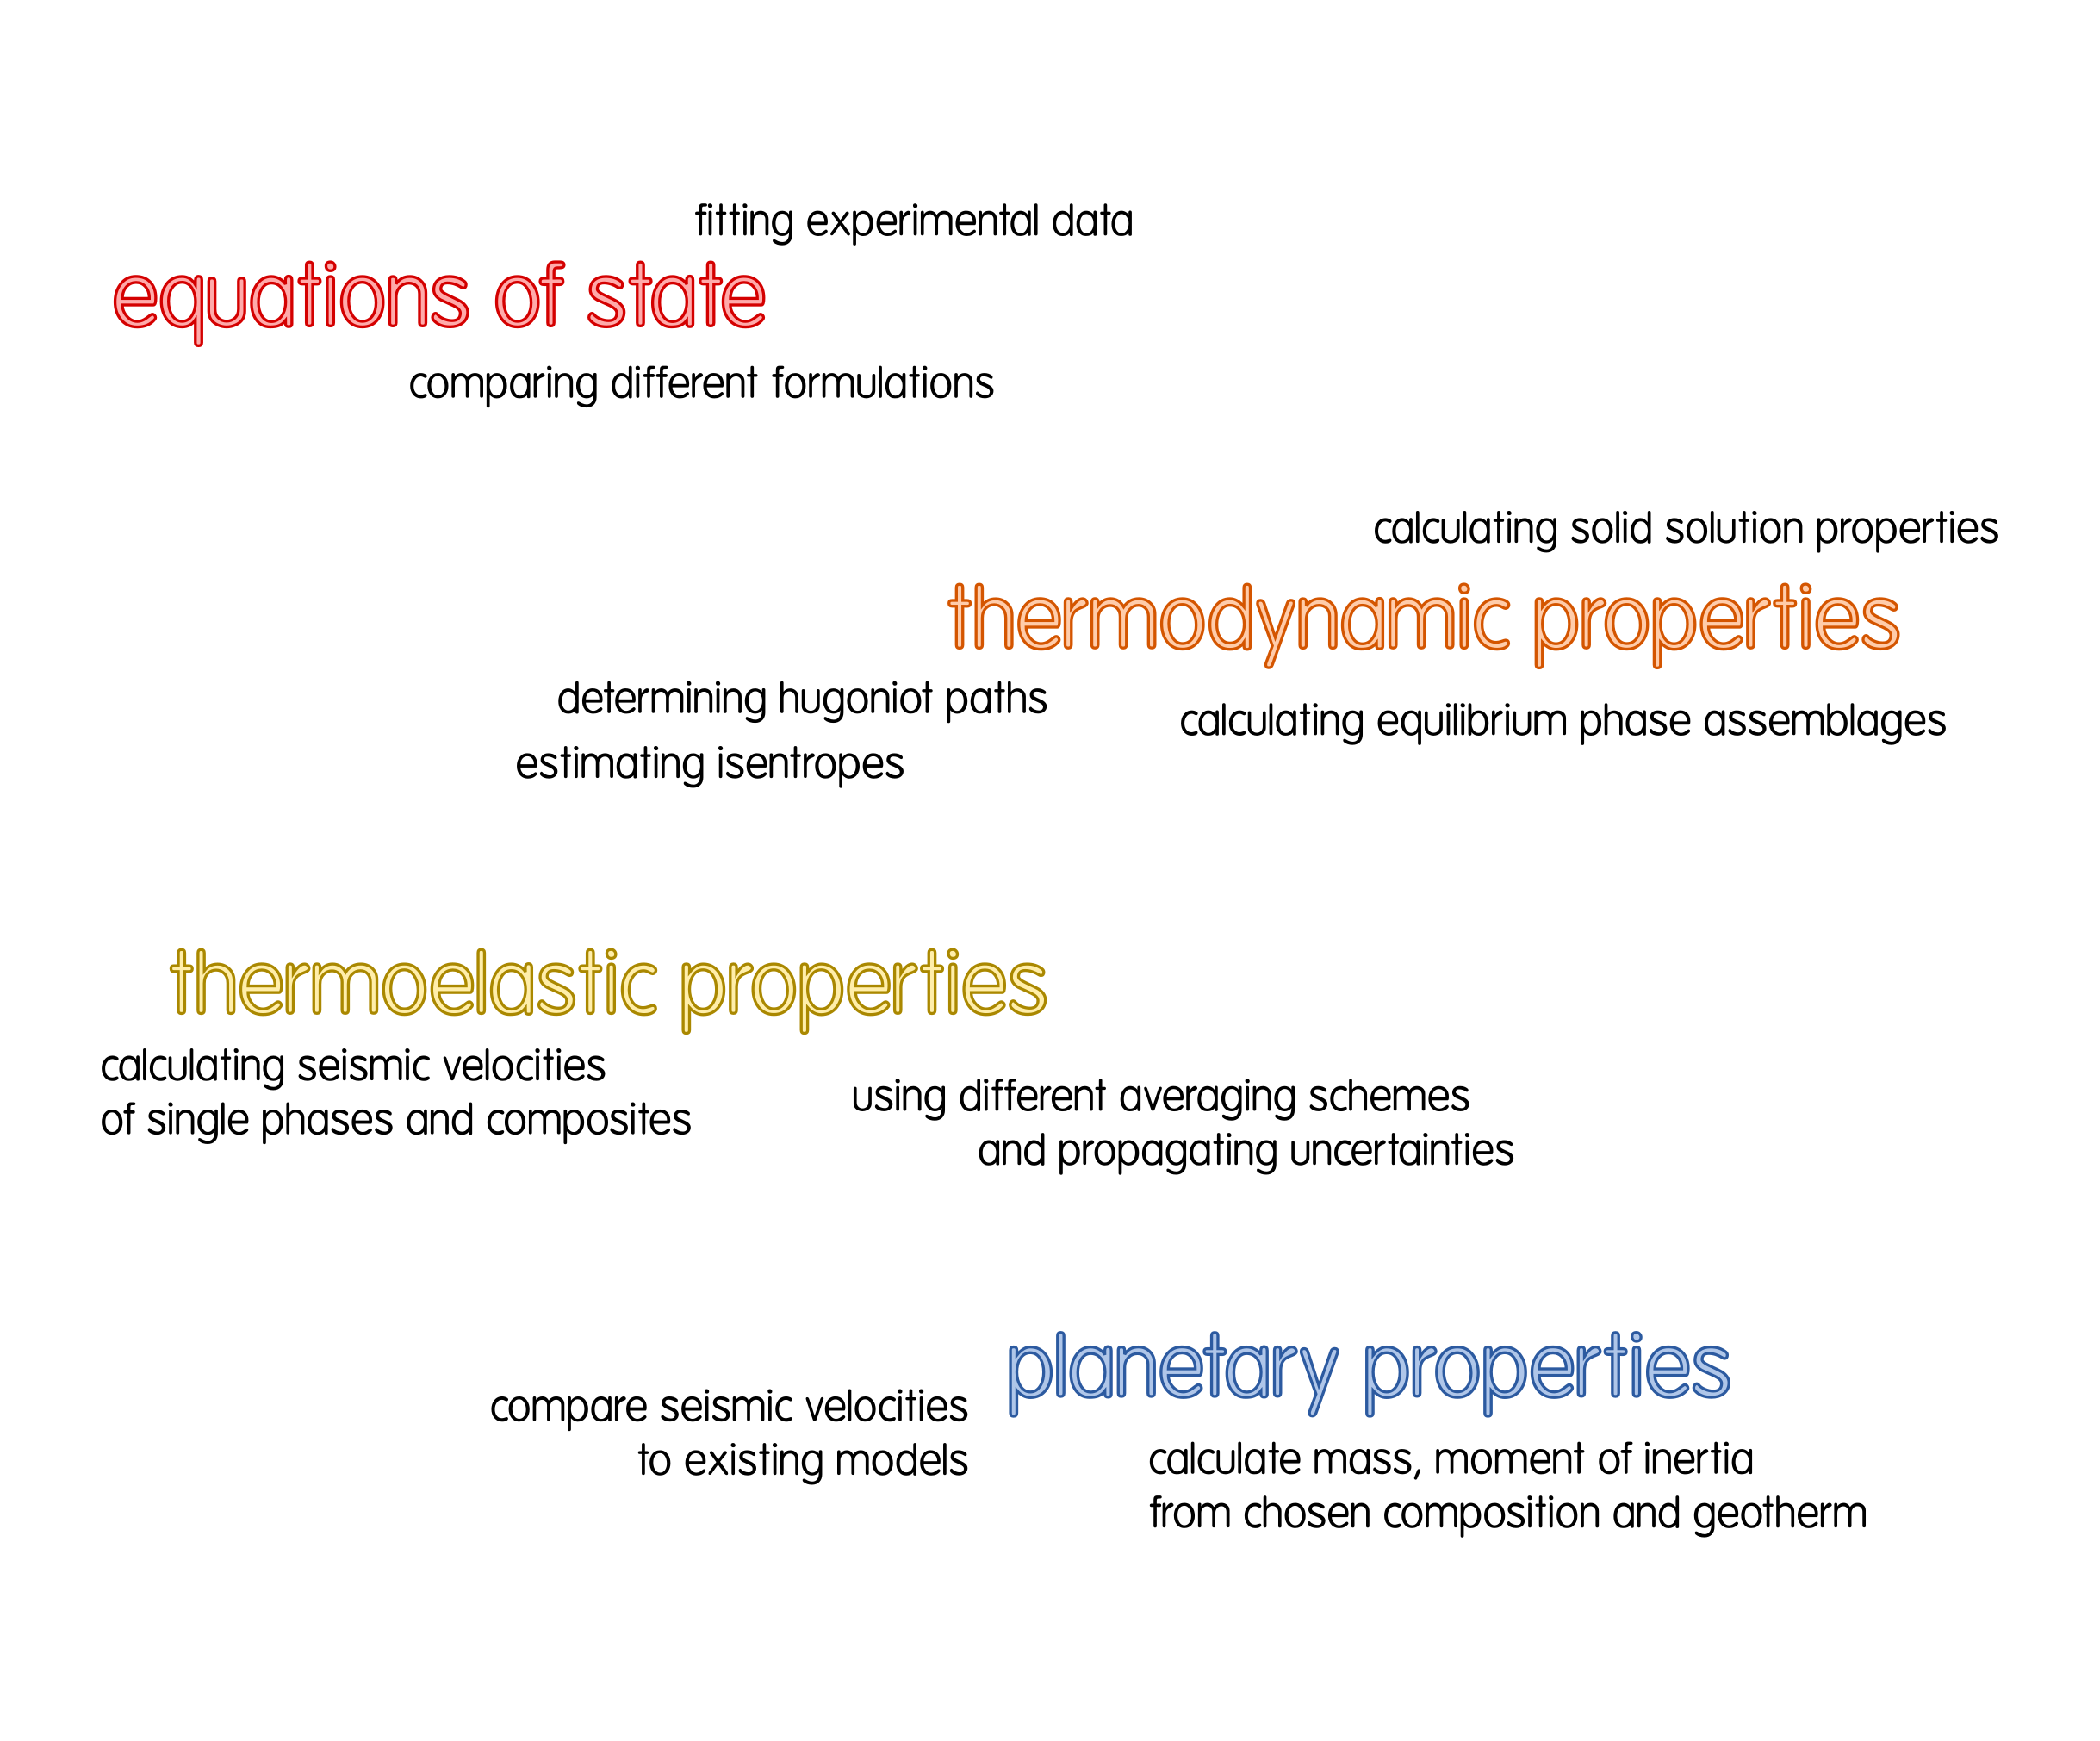 fitting experimental data
equations of state
comparing different formulations
calculating solid solution properties
thermodynamic properties
determining hugoniot paths
calculating equilibrium phase assemblages
estimating isentropes
thermoelastic properties
calculating seismic velocities
of single phases and composites
using different averaging schemes
and propagating uncertainties
planetary properties
compare seismic velocities
to existing models
calculate mass, moment of inertia
from chosen composition and geotherm